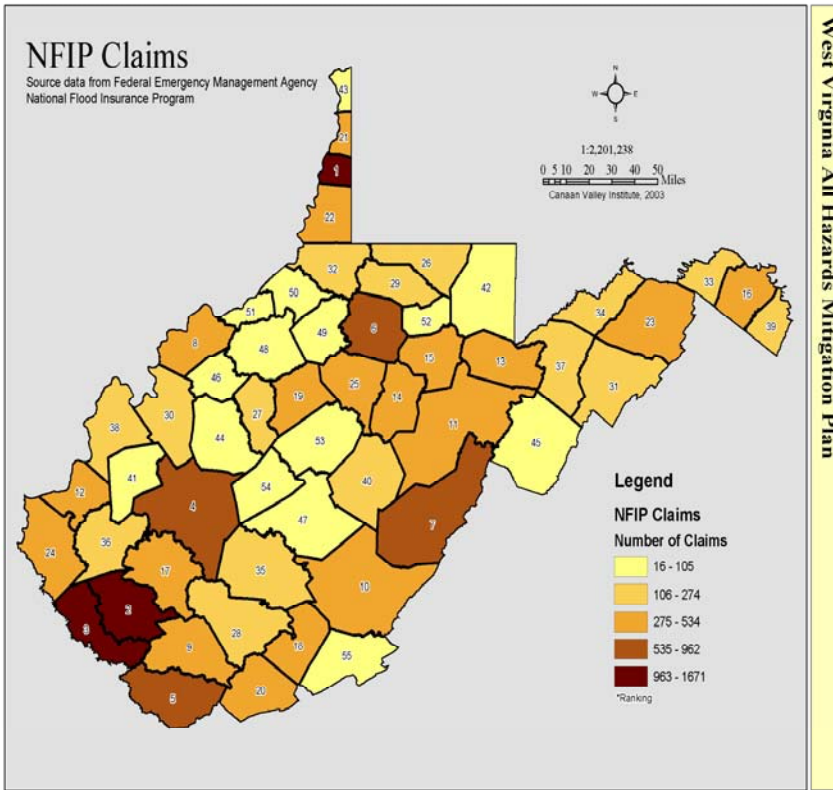 NFIP Claims
Source data from Federal Emergency Management Agency
National Flood Insurance Program
N
W E
S
1:2,201,238
0 5 10 20 30 40 50
Miles
Canaan Valley Institute, 2003
43
21
1
22
32
26
29
42
50
51
49
6
52
33
16
34
23
39
8
48
15
13
37
31
46
25
14
19
30
27
11
38
44
53
45
41
54
40
12
4
47
7
24
36
17
35
10
2
3
28
9
18
55
5
20
Legend
NFIP Claims
Number of Claims
16 - 105
106 - 274
275 - 534
535 - 962
963 - 1671
*Ranking
West Virginia All Hazards Mitigation Plan